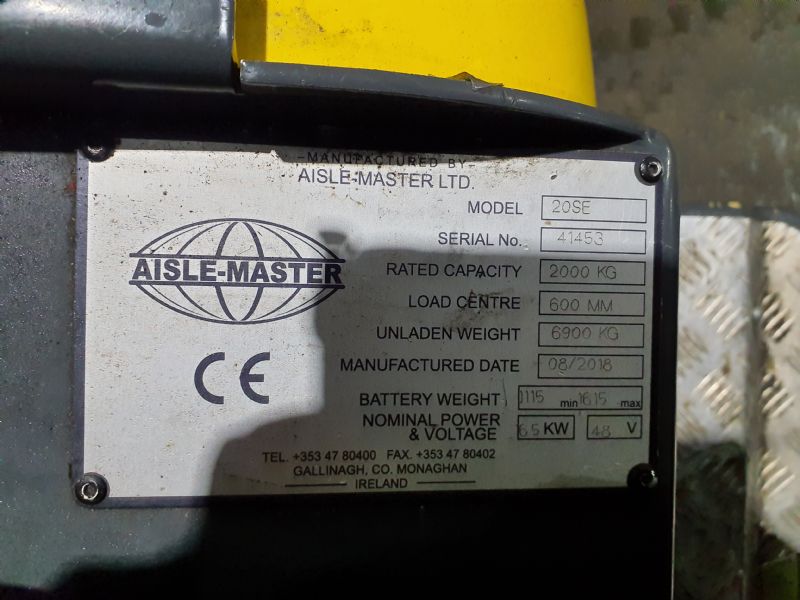 -MANUFACTURED BY-
AISLE-MASTER LTD.
MODEL 20SE
SERIAL No. 41453
AISLE-MASTER
RATED CAPACITY 2000 KG
LOAD CENTRE 600 MM
UNLADEN WEIGHT 6900 KG
CE
MANUFACTURED DATE 08/2018
BATTERY WEIGHT 1115 min 1615 max
NOMINAL POWER
& VOLTAGE 6.5 KW 48 V
TEL. +353 47 80400 FAX. +353 47 80402
GALLINAGH, CO. MONAGHAN
IRELAND